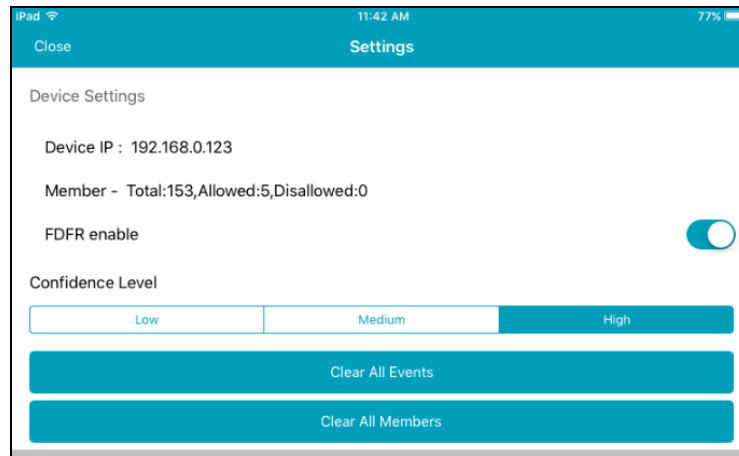 iPad 11:42 AM 77%
Close Settings
Device Settings
Device IP : 192.168.0.123
Member - Total:153,Allowed:5,Disallowed:0
FDFR enable
Confidence Level
Low Medium High
Clear All Events
Clear All Members